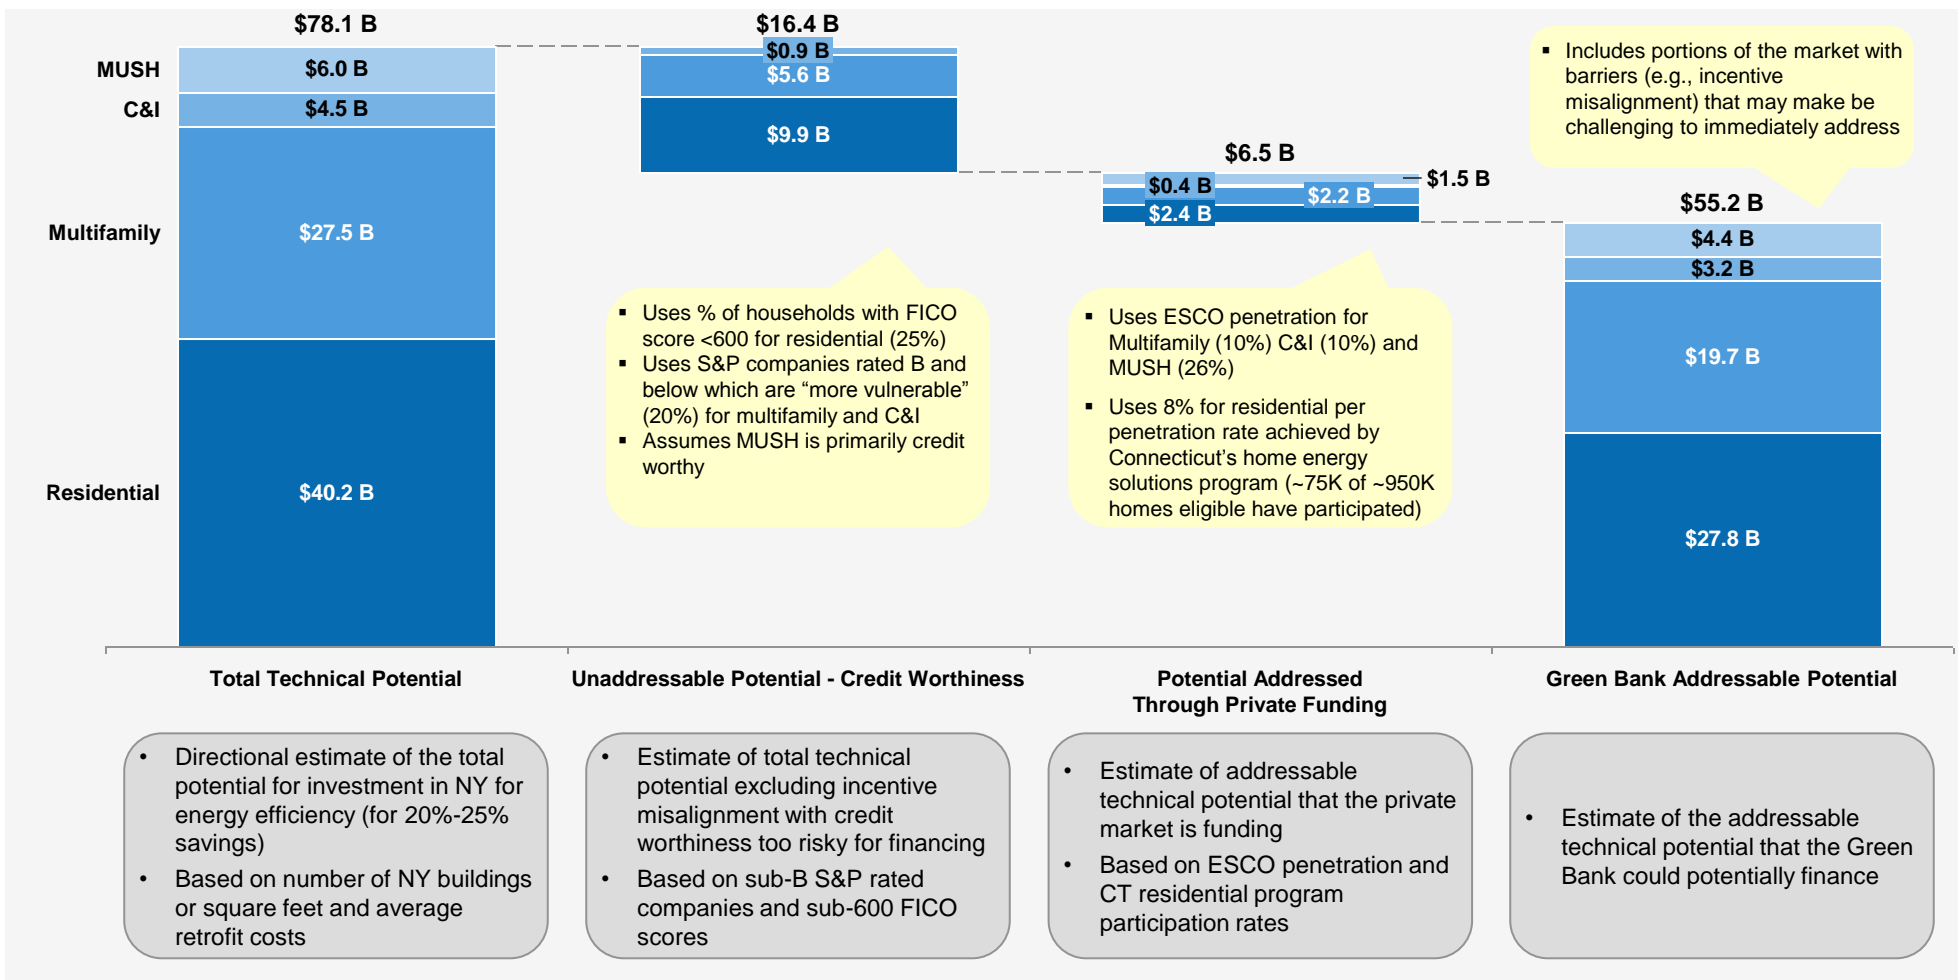 $78.1 B
MUSH
$6.0 B
C&I
$4.5 B
Multifamily
$27.5 B
Residential
$40.2 B
$16.4 B
$0.9 B
$5.6 B
$9.9 B
▪ Uses % of households with FICO
score <600 for residential (25%)
▪ Uses S&P companies rated B and
below which are “more vulnerable”
(20%) for multifamily and C&I
▪ Assumes MUSH is primarily credit
worthy
$6.5 B
$1.5 B
$0.4 B
$2.2 B
$2.4 B
▪ Uses ESCO penetration for
Multifamily (10%) C&I (10%) and
MUSH (26%)
▪ Uses 8% for residential per
penetration rate achieved by
Connecticut’s home energy
solutions program (~75K of ~950K
homes eligible have participated)
▪ Includes portions of the market with
barriers (e.g., incentive
misalignment) that may make be
challenging to immediately address
$55.2 B
$4.4 B
$3.2 B
$19.7 B
$27.8 B
Total Technical Potential
Unaddressable Potential - Credit Worthiness
Potential Addressed
Through Private Funding
Green Bank Addressable Potential
• Directional estimate of the total
potential for investment in NY for
energy efficiency (for 20%-25%
savings)
• Based on number of NY buildings
or square feet and average
retrofit costs
• Estimate of total technical
potential excluding incentive
misalignment with credit
worthiness too risky for financing
• Based on sub-B S&P rated
companies and sub-600 FICO
scores
• Estimate of addressable
technical potential that the private
market is funding
• Based on ESCO penetration and
CT residential program
participation rates
• Estimate of the addressable
technical potential that the Green
Bank could potentially finance